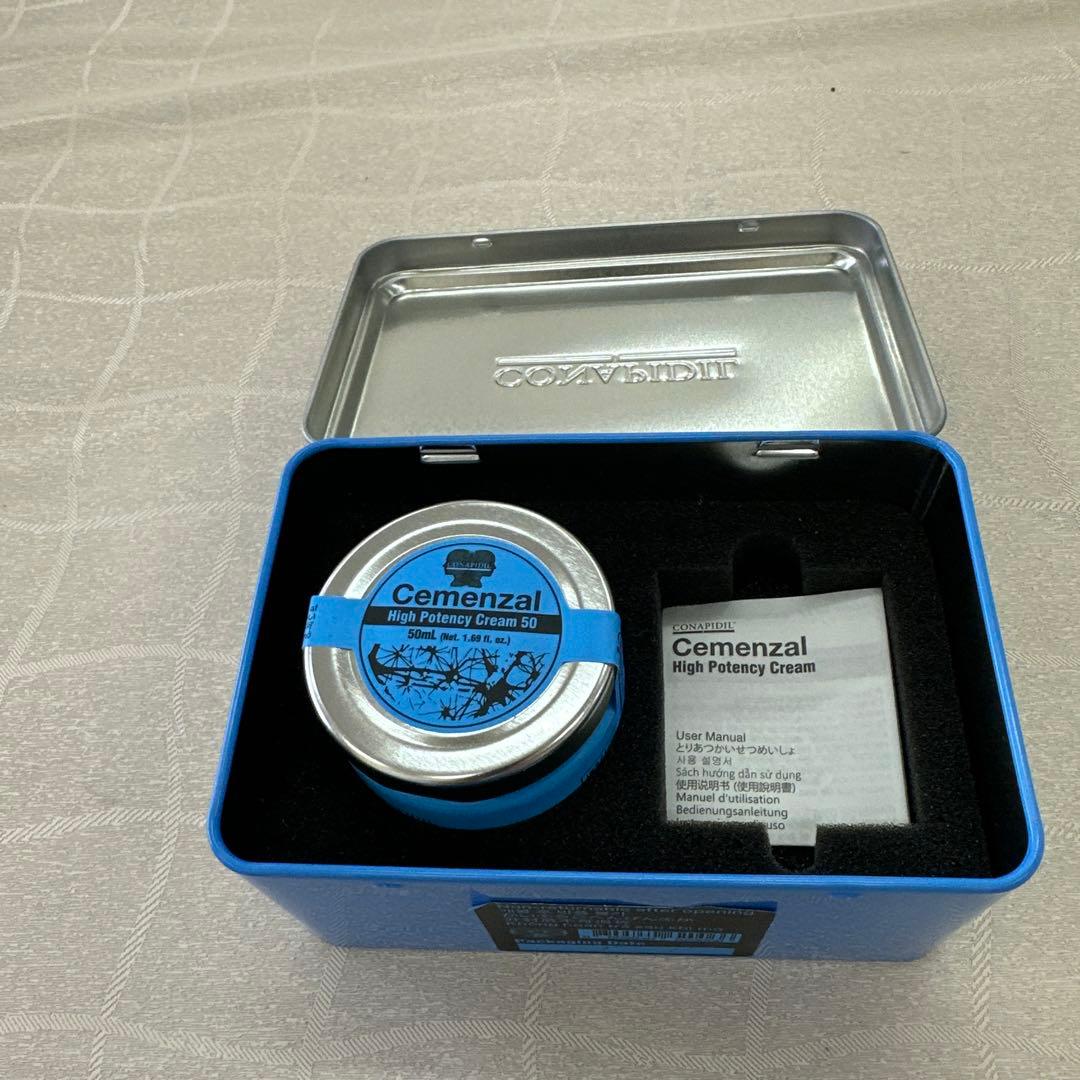 CONAPIDIL
CONAPIDIL
Cemenzal
High Potency Cream 50
50mL (Net. 1.69 fl. oz.)
CONAPIDIL
Cemenzal
High Potency Cream
User Manual
とりあつかいせつめいしょ
사용 설명서
Sách hướng dẫn sử dụng
使用说明书 (使用說明書)
Manuel d'utilisation
Bedienungsanleitung
after opening
Packaging Date